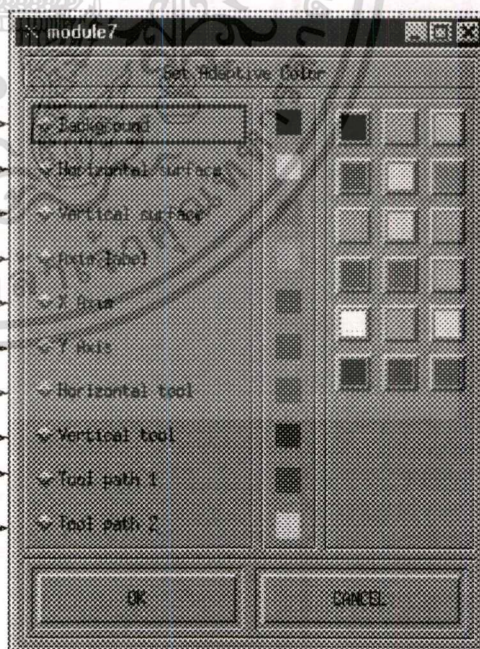 module7
Set Adaptive Color
Background
Horizontal surface
Vertical surface
Axis label
X Axis
Y Axis
Horizontal tool
Vertical tool
Tool path 1
Tool path 2
OK
CANCEL